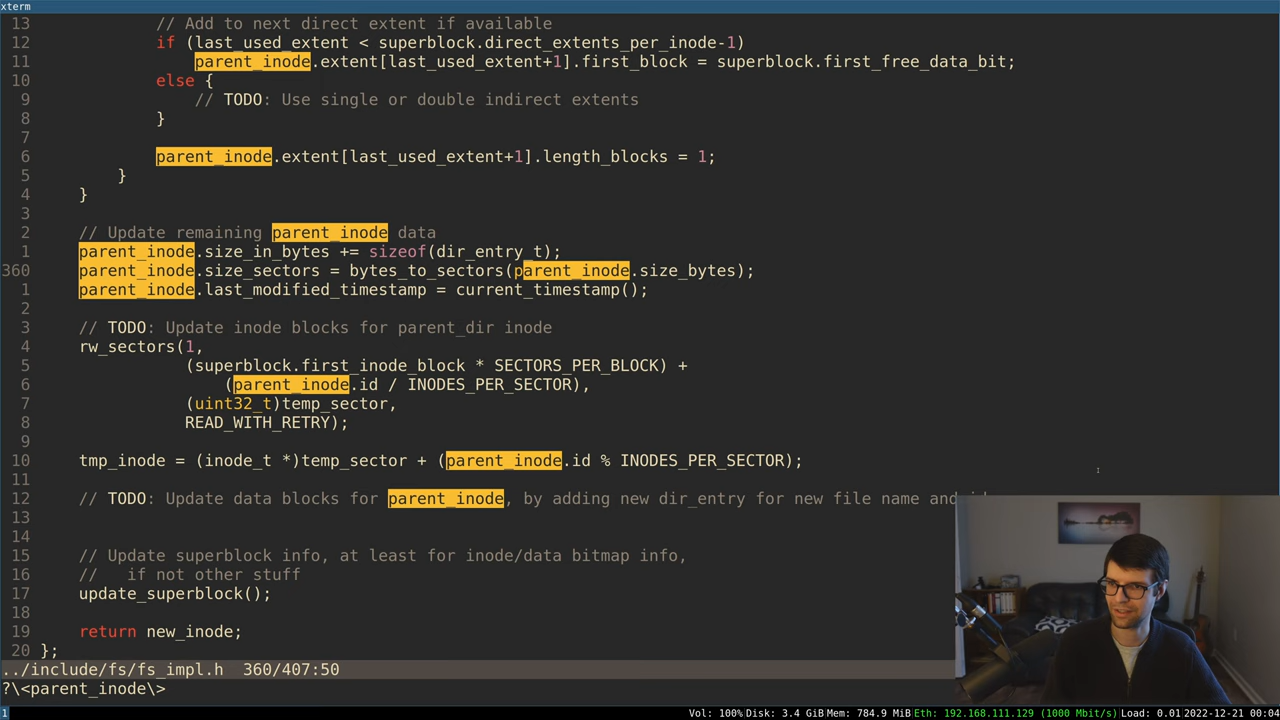 xterm
13 // Add to next direct extent if available
12 if (last_used_extent < superblock.direct_extents_per_inode-1)
11 parent_inode.extent[last_used_extent+1].first_block = superblock.first_free_data_bit;
10 else {
9 // TODO: Use single or double indirect extents
8 }
7
6 parent_inode.extent[last_used_extent+1].length_blocks = 1;
5 }
4 }
3
2 // Update remaining parent_inode data
1 parent_inode.size_in_bytes += sizeof(dir_entry_t);
360 parent_inode.size_sectors = bytes_to_sectors(parent_inode.size_bytes);
1 parent_inode.last_modified_timestamp = current_timestamp();
2
3 // TODO: Update inode blocks for parent_dir inode
4 rw_sectors(1,
5 (superblock.first_inode_block * SECTORS_PER_BLOCK) +
6 (parent_inode.id / INODES_PER_SECTOR),
7 (uint32_t)temp_sector,
8 READ_WITH_RETRY);
9
10 tmp_inode = (inode_t *)temp_sector + (parent_inode.id % INODES_PER_SECTOR);
11
12 // TODO: Update data blocks for parent_inode, by adding new dir_entry for new file name and
13
14
15 // Update superblock info, at least for inode/data bitmap info,
16 // if not other stuff
17 update_superblock();
18
19 return new_inode;
20 };
../include/fs/fs_impl.h 360/407:50
?\<parent_inode\>
1 Vol: 100% Disk: 3.4 GiB Mem: 784.9 MiB Eth: 192.168.111.129 (1000 Mbit/s) Load: 0.01 2022-12-21 00:04